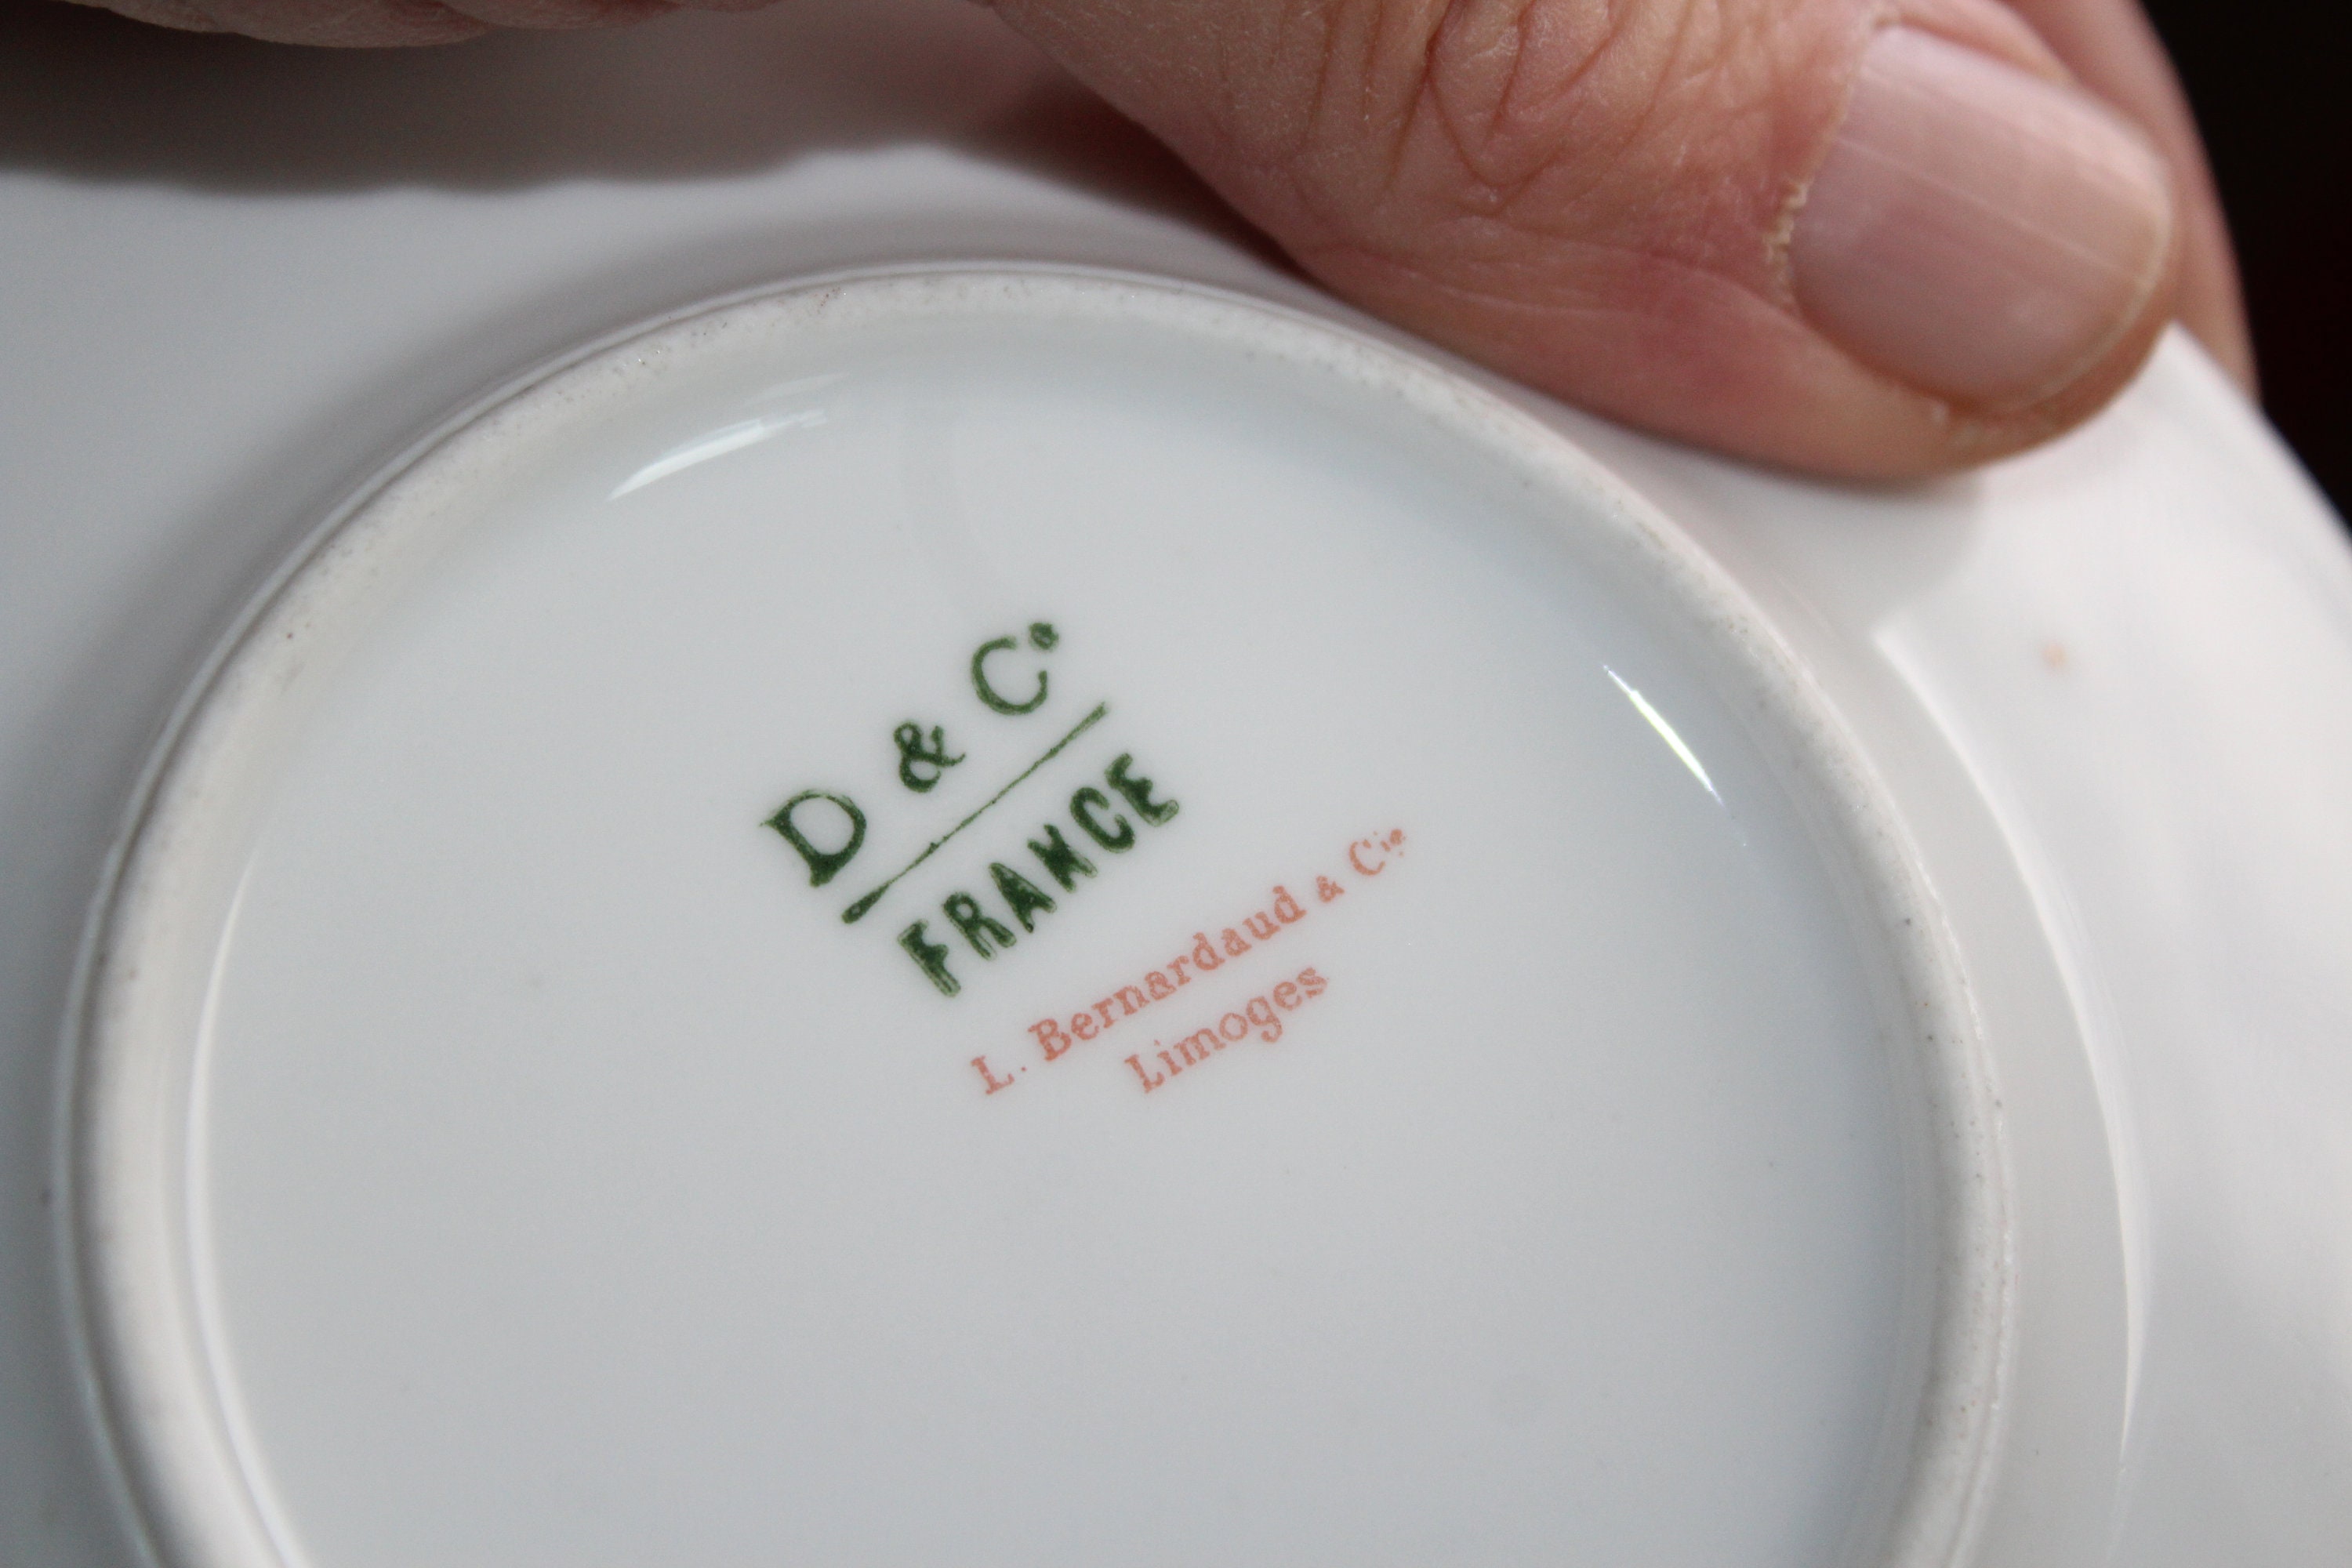 D & Co
FRANCE
L. Bernardaud & Cie
Limoges